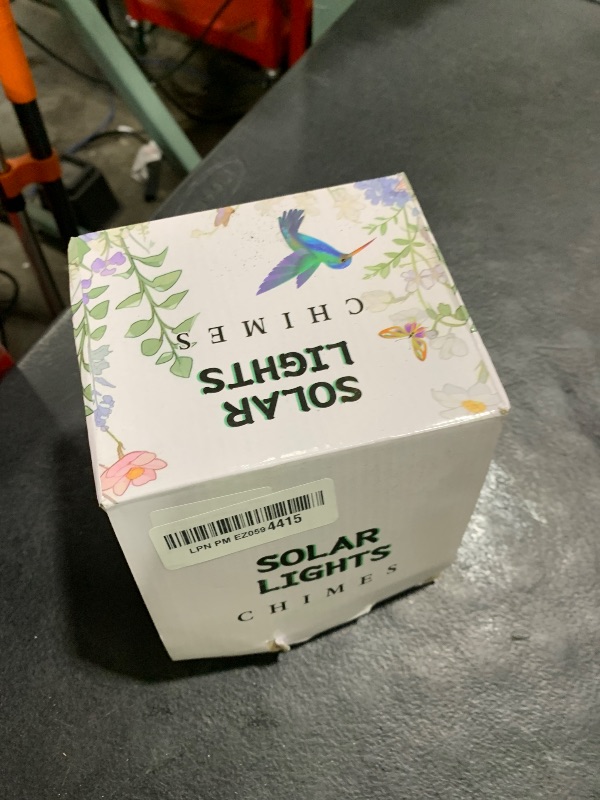 SOLAR
LIGHTS
CHIMES
LPN PM EZ0594415
SOLAR
LIGHTS
CHIMES